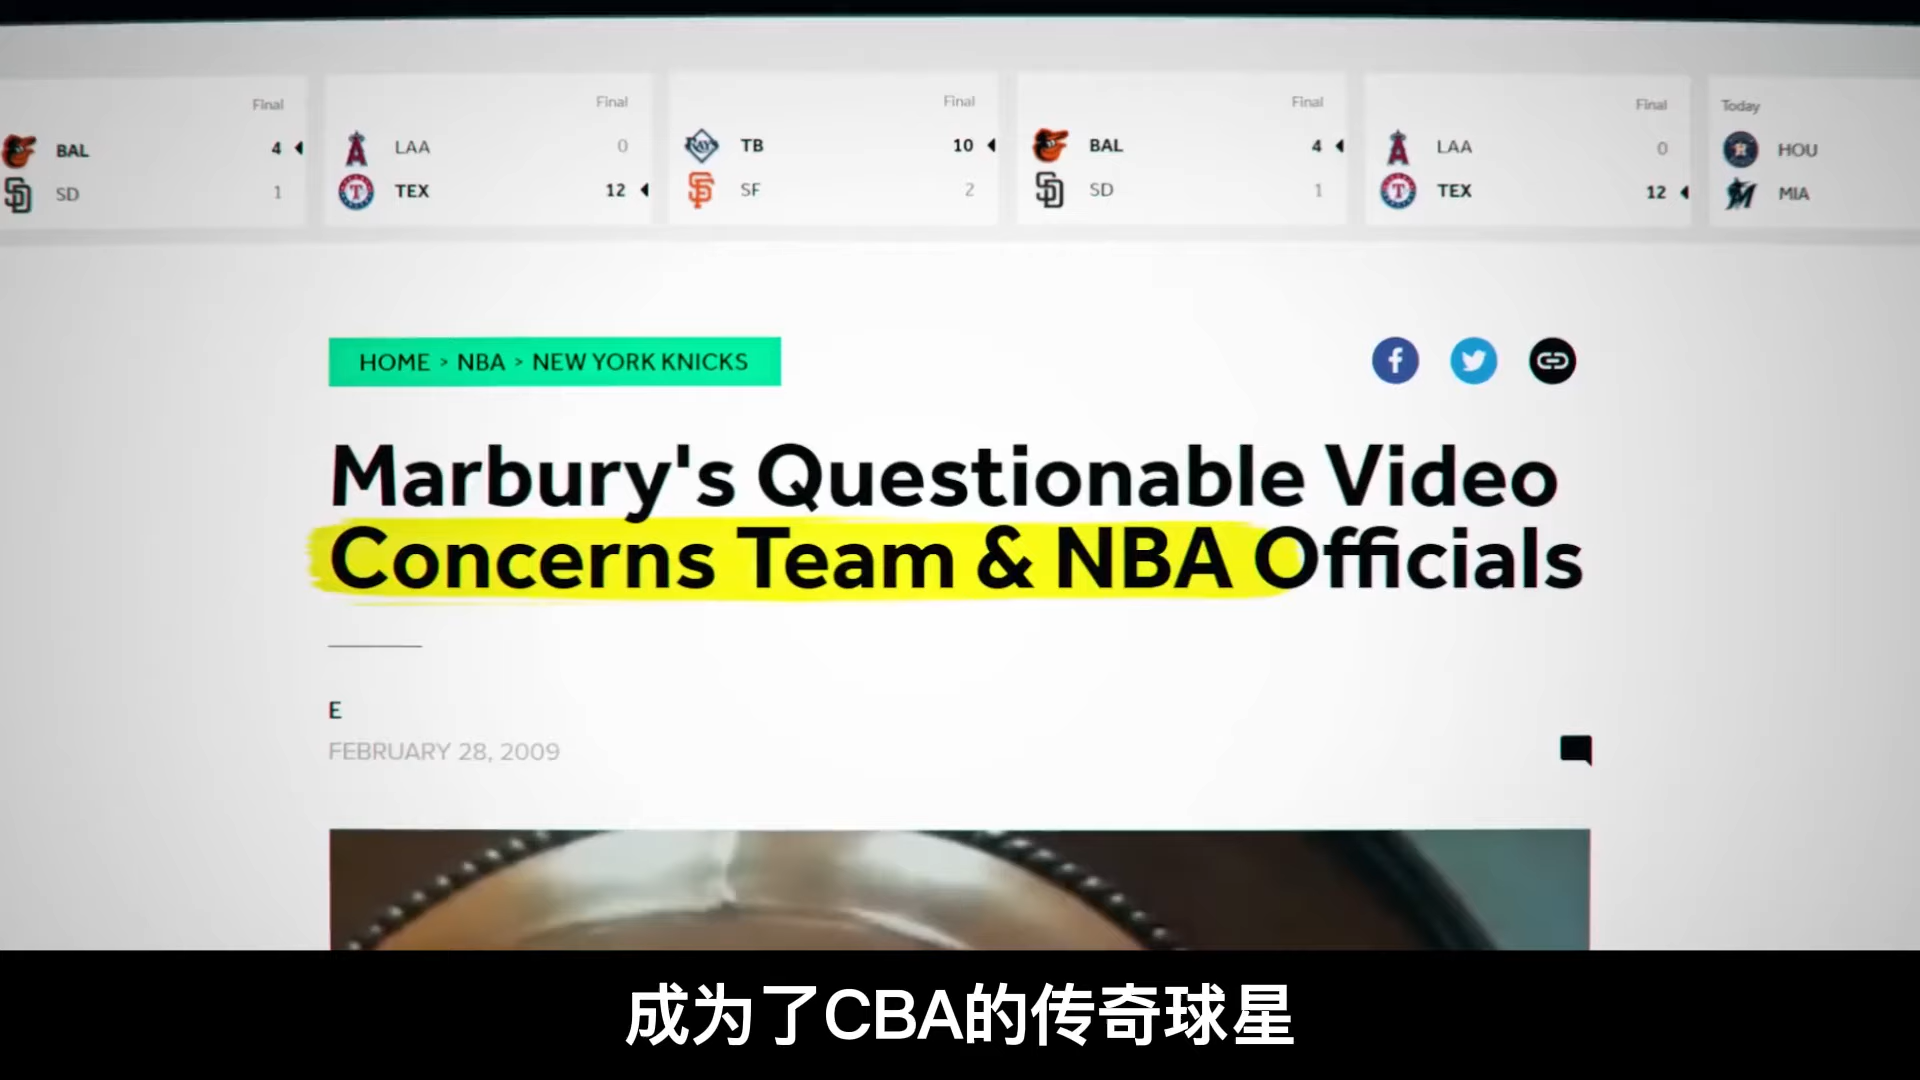 Final
BAL 4
SD 1
Final
LAA 0
TEX 12
Final
TB 10
SF 2
Final
BAL 4
SD 1
Final
LAA 0
TEX 12
Today
HOU
MIA
HOME > NBA > NEW YORK KNICKS
Marbury's Questionable Video
Concerns Team & NBA Officials
E
FEBRUARY 28, 2009
成为了CBA的传奇球星